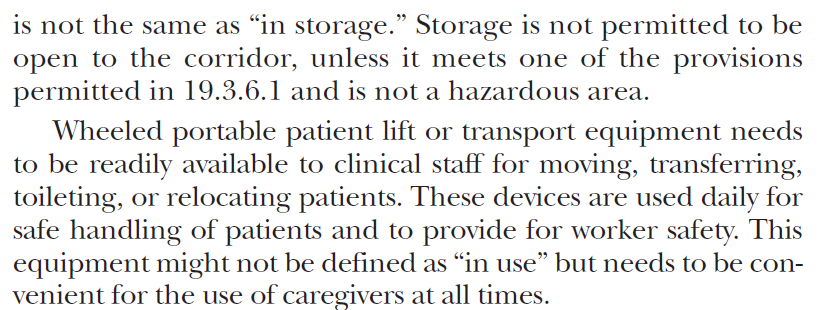 is not the same as “in storage.” Storage is not permitted to be
open to the corridor, unless it meets one of the provisions
permitted in 19.3.6.1 and is not a hazardous area.
Wheeled portable patient lift or transport equipment needs
to be readily available to clinical staff for moving, transferring,
toileting, or relocating patients. These devices are used daily for
safe handling of patients and to provide for worker safety. This
equipment might not be defined as “in use” but needs to be con-
venient for the use of caregivers at all times.